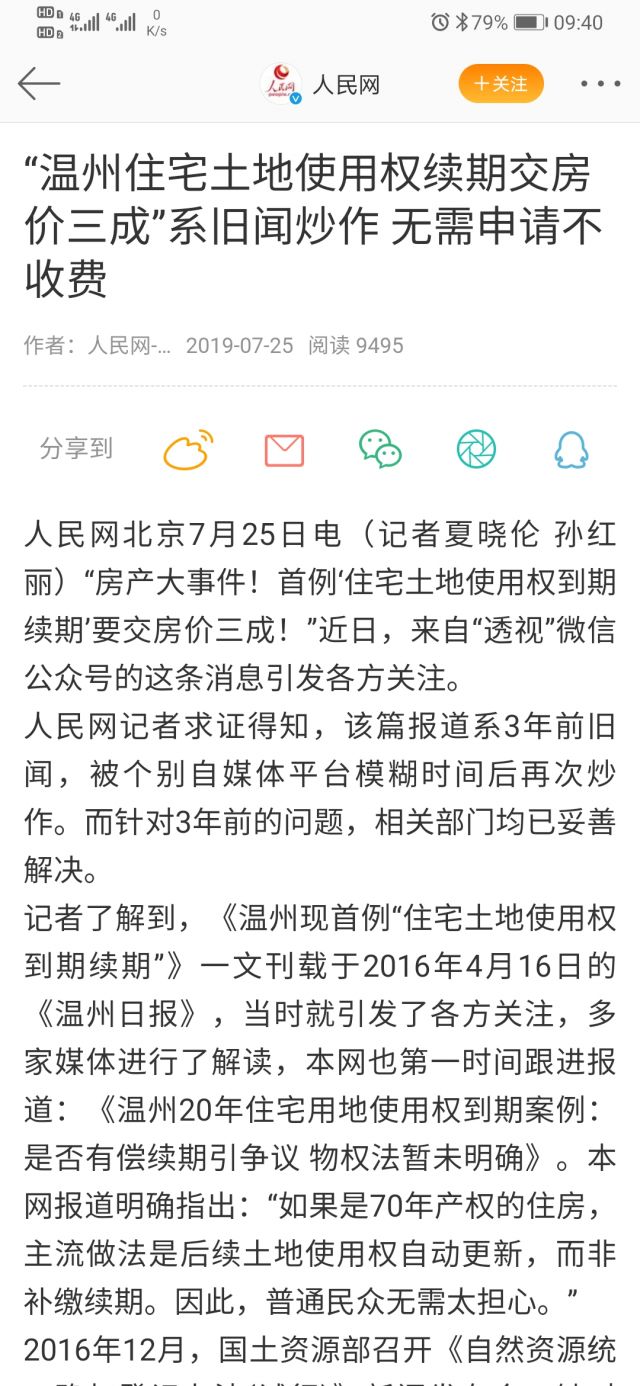 HD 1 4G 4G 0 K/s 79% 09:40
HD 2
人民网 +关注
“温州住宅土地使用权续期交房
价三成”系旧闻炒作 无需申请不
收费
作者：人民网-... 2019-07-25 阅读 9495
分享到
人民网北京7月25日电（记者夏晓伦 孙红
丽）“房产大事件！首例‘住宅土地使用权到期
续期’要交房价三成！”近日，来自“透视”微信
公众号的这条消息引发各方关注。
人民网记者求证得知，该篇报道系3年前旧
闻，被个别自媒体平台模糊时间后再次炒
作。而针对3年前的问题，相关部门均已妥善
解决。
记者了解到，《温州现首例“住宅土地使用权
到期续期”》一文刊载于2016年4月16日的
《温州日报》，当时就引发了各方关注，多
家媒体进行了解读，本网也第一时间跟进报
道：《温州20年住宅用地使用权到期案例：
是否有偿续期引争议 物权法暂未明确》。本
网报道明确指出：“如果是70年产权的住房，
主流做法是后续土地使用权自动更新，而非
补缴续期。因此，普通民众无需太担心。”
2016年12月，国土资源部召开《自然资源统